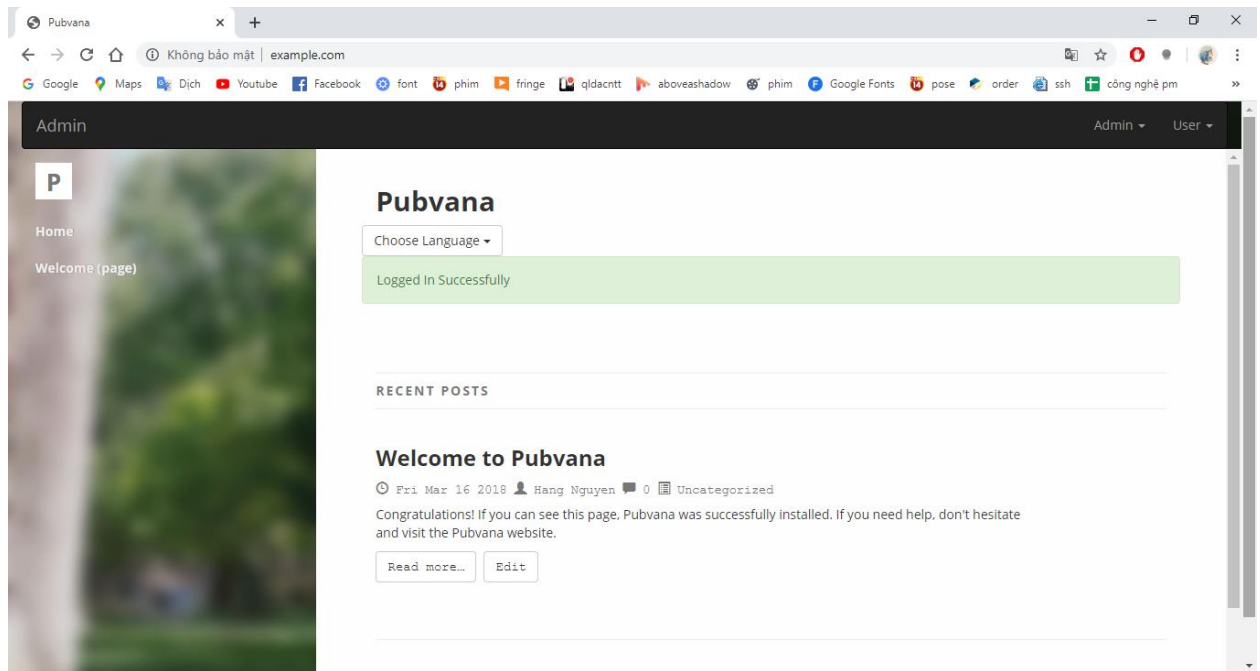 Pubvana
Không bảo mật | example.com
Google Maps Dịch Youtube Facebook font phim fringe qldacntt aboveashadow phim Google Fonts pose order ssh công nghệ pm »
Admin Admin User
P
Home
Welcome (page)
Pubvana
Choose Language
Logged In Successfully
RECENT POSTS
Welcome to Pubvana
Fri Mar 16 2018 Hang Nguyen 0 Uncategorized
Congratulations! If you can see this page, Pubvana was successfully installed. If you need help, don't hesitate
and visit the Pubvana website.
Read more… Edit